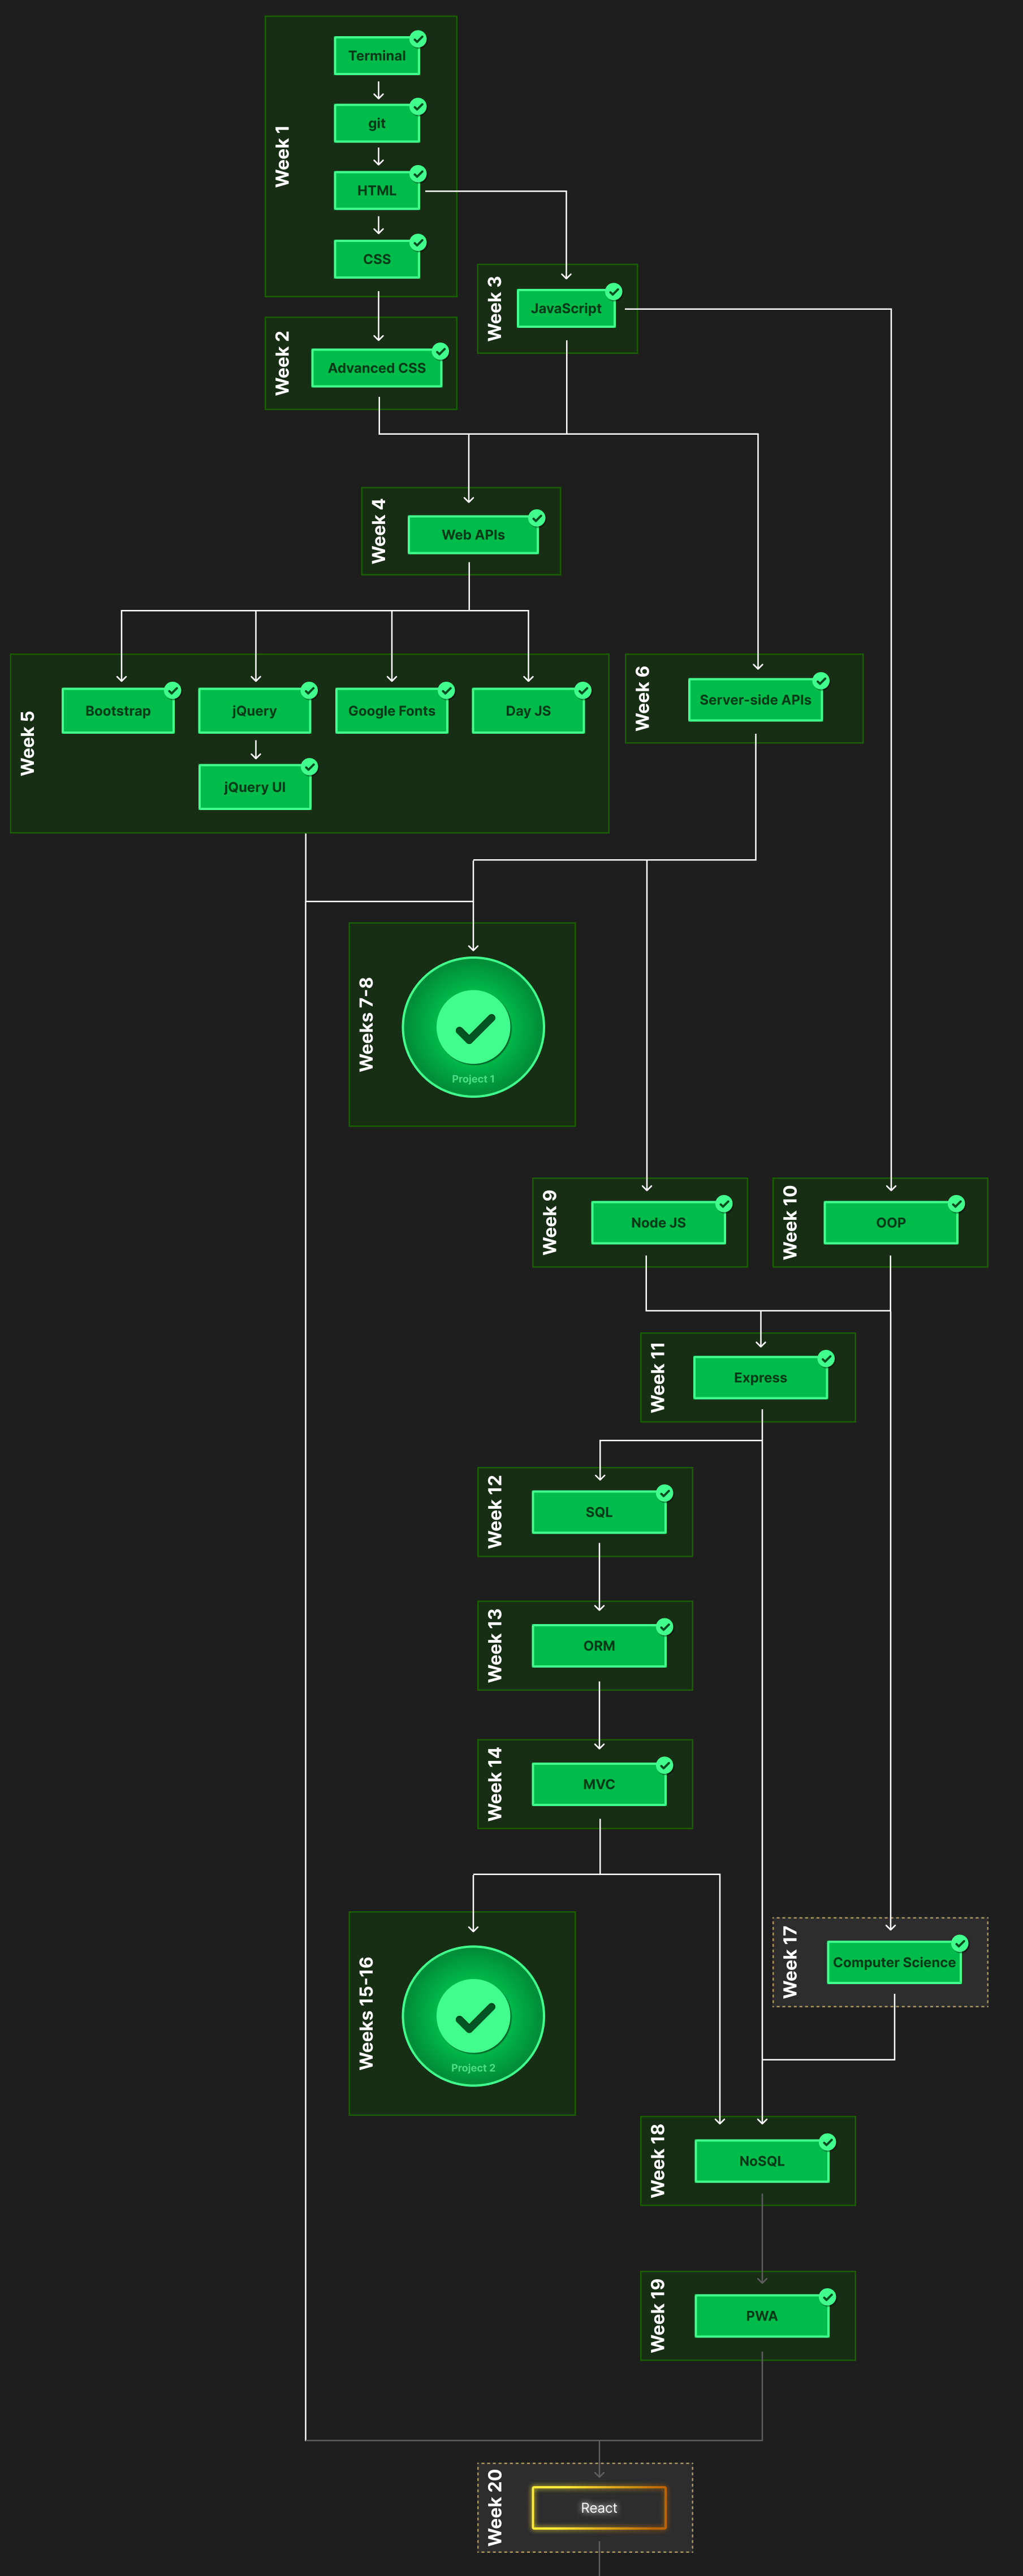 Week 1
Terminal
git
HTML
CSS
Week 3
JavaScript
Week 2
Advanced CSS
Week 4
Web APIs
Week 5
Bootstrap
jQuery
Google Fonts
Day JS
jQuery UI
Week 6
Server-side APIs
Weeks 7-8
Project 1
Week 9
Node JS
Week 10
OOP
Week 11
Express
Week 12
SQL
Week 13
ORM
Week 14
MVC
Weeks 15-16
Project 2
Week 17
Computer Science
Week 18
NoSQL
Week 19
PWA
Week 20
React